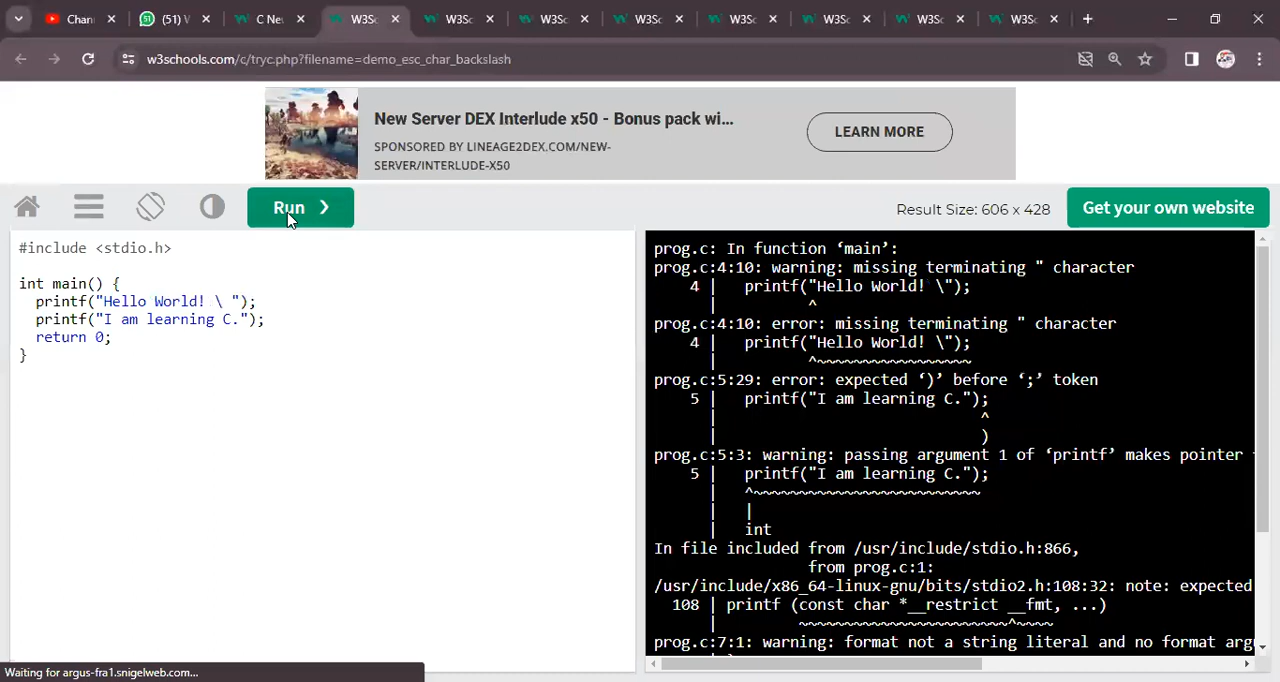 Chann
(51) V
C Ne
W3Sc
W3Sc
W3Sc
W3Sc
W3Sc
W3Sc
W3Sc
W3Sc
w3schools.com/c/tryc.php?filename=demo_esc_char_backslash
New Server DEX Interlude x50 - Bonus pack wi...
SPONSORED BY LINEAGE2DEX.COM/NEW-
SERVER/INTERLUDE-X50
LEARN MORE
Run ❯
Result Size: 606 x 428
Get your own website
#include <stdio.h>
int main() {
printf("Hello World! \ ");
printf("I am learning C.");
return 0;
}
prog.c: In function ‘main’:
prog.c:4:10: warning: missing terminating " character
4 | printf("Hello World! \");
| ^
prog.c:4:10: error: missing terminating " character
4 | printf("Hello World! \");
| ^~~~~~~~~~~~~~~~~~
prog.c:5:29: error: expected ‘)’ before ‘;’ token
5 | printf("I am learning C.");
| ^
| )
prog.c:5:3: warning: passing argument 1 of ‘printf’ makes pointer
5 | printf("I am learning C.");
| ^~~~~~~~~~~~~~~~~~~~~~~~~~
| |
| int
In file included from /usr/include/stdio.h:866,
from prog.c:1:
/usr/include/x86_64-linux-gnu/bits/stdio2.h:108:32: note: expected
108 | printf (const char *__restrict __fmt, ...)
| ~~~~~~~~~~~~~~~~~~~~~~~^~~~~
prog.c:7:1: warning: format not a string literal and no format arg
Waiting for argus-fra1.snigelweb.com...